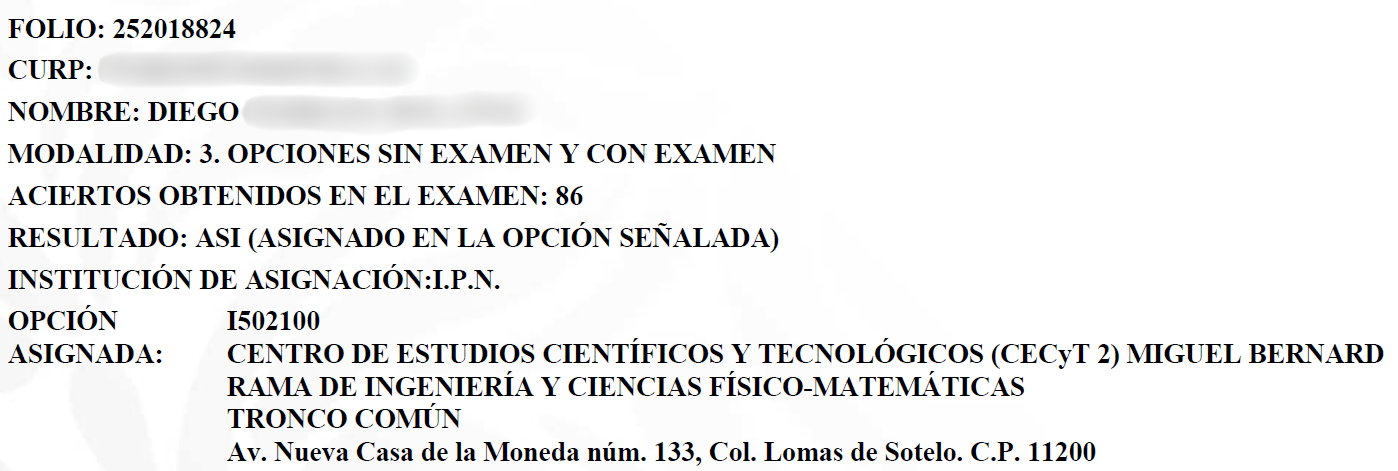 FOLIO: 252018824
CURP:
NOMBRE: DIEGO
MODALIDAD: 3. OPCIONES SIN EXAMEN Y CON EXAMEN
ACIERTOS OBTENIDOS EN EL EXAMEN: 86
RESULTADO: ASI (ASIGNADO EN LA OPCIÓN SEÑALADA)
INSTITUCIÓN DE ASIGNACIÓN:I.P.N.
OPCIÓN I502100
ASIGNADA: CENTRO DE ESTUDIOS CIENTÍFICOS Y TECNOLÓGICOS (CECyT 2) MIGUEL BERNARD
RAMA DE INGENIERÍA Y CIENCIAS FÍSICO-MATEMÁTICAS
TRONCO COMÚN
Av. Nueva Casa de la Moneda núm. 133, Col. Lomas de Sotelo. C.P. 11200